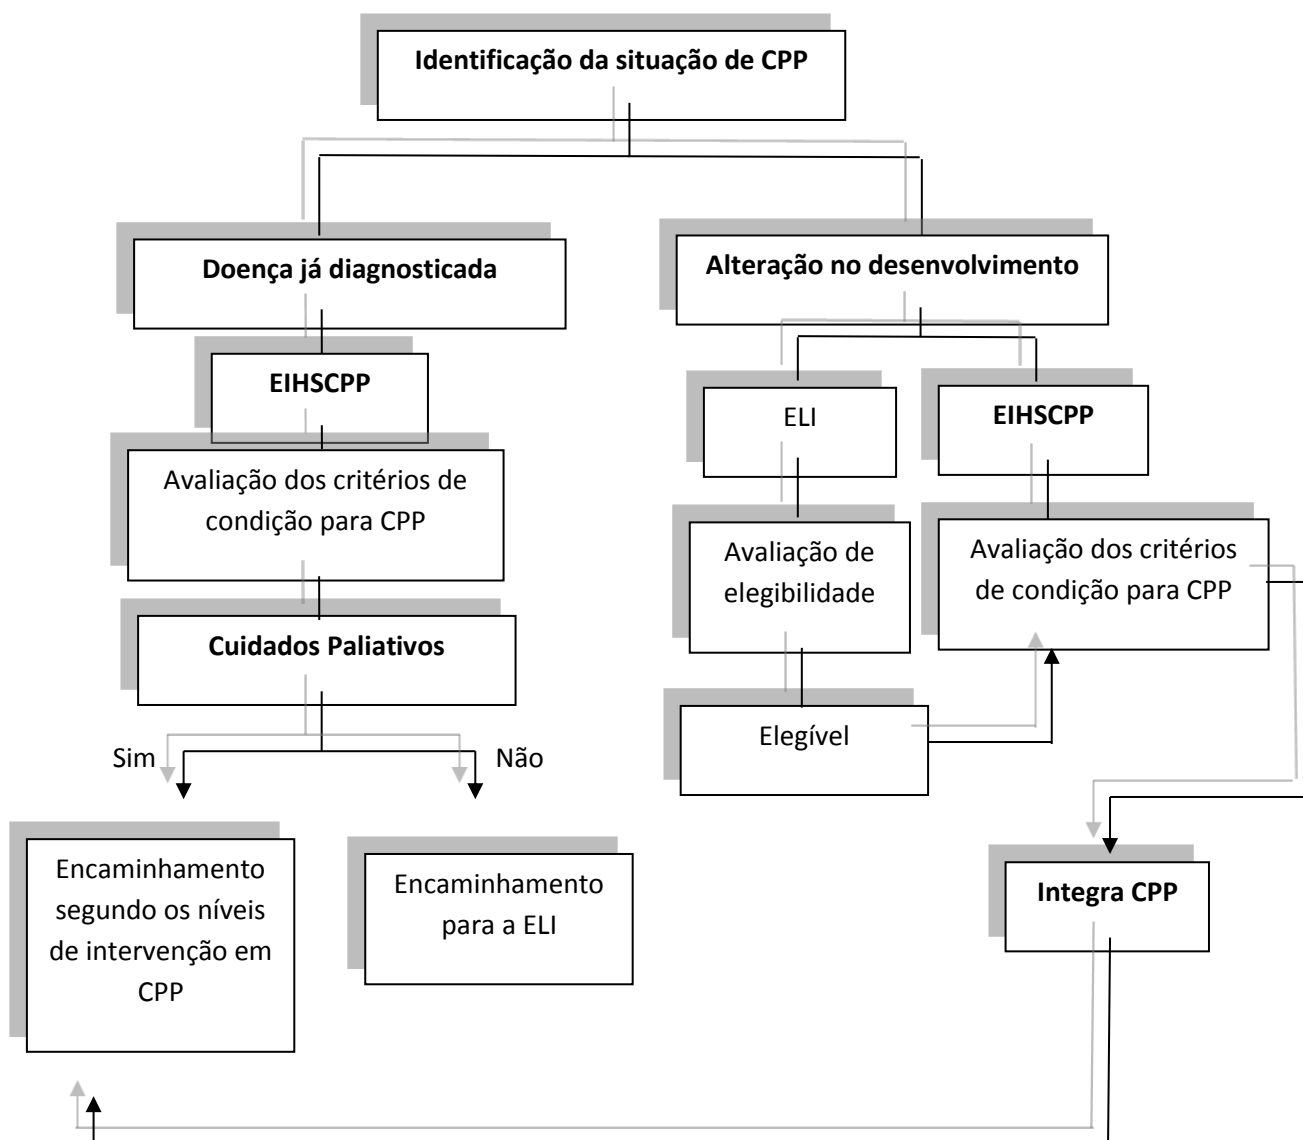 Identificação da situação de CPP
Doença já diagnosticada
Alteração no desenvolvimento
EIHSCPP
ELI
EIHSCPP
Avaliação dos critérios de
condição para CPP
Avaliação de
elegibilidade
Avaliação dos critérios
de condição para CPP
Cuidados Paliativos
Elegível
Sim
Não
Encaminhamento
segundo os níveis
de intervenção em
CPP
Encaminhamento
para a ELI
Integra CPP